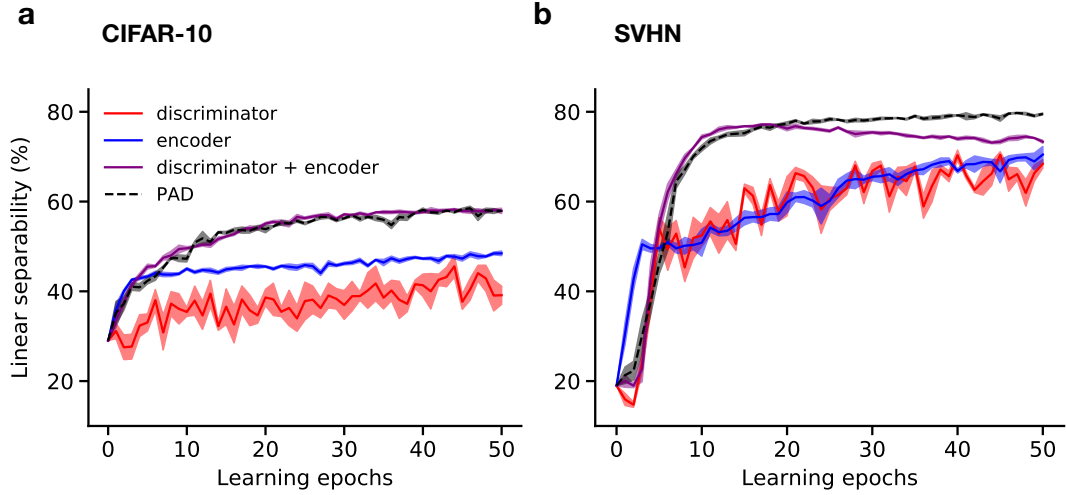 a
CIFAR-10
b
SVHN
Linear separability (%)
80
60
40
20
discriminator
encoder
discriminator + encoder
PAD
0
10
20
30
40
50
Learning epochs
80
60
40
20
0
10
20
30
40
50
Learning epochs